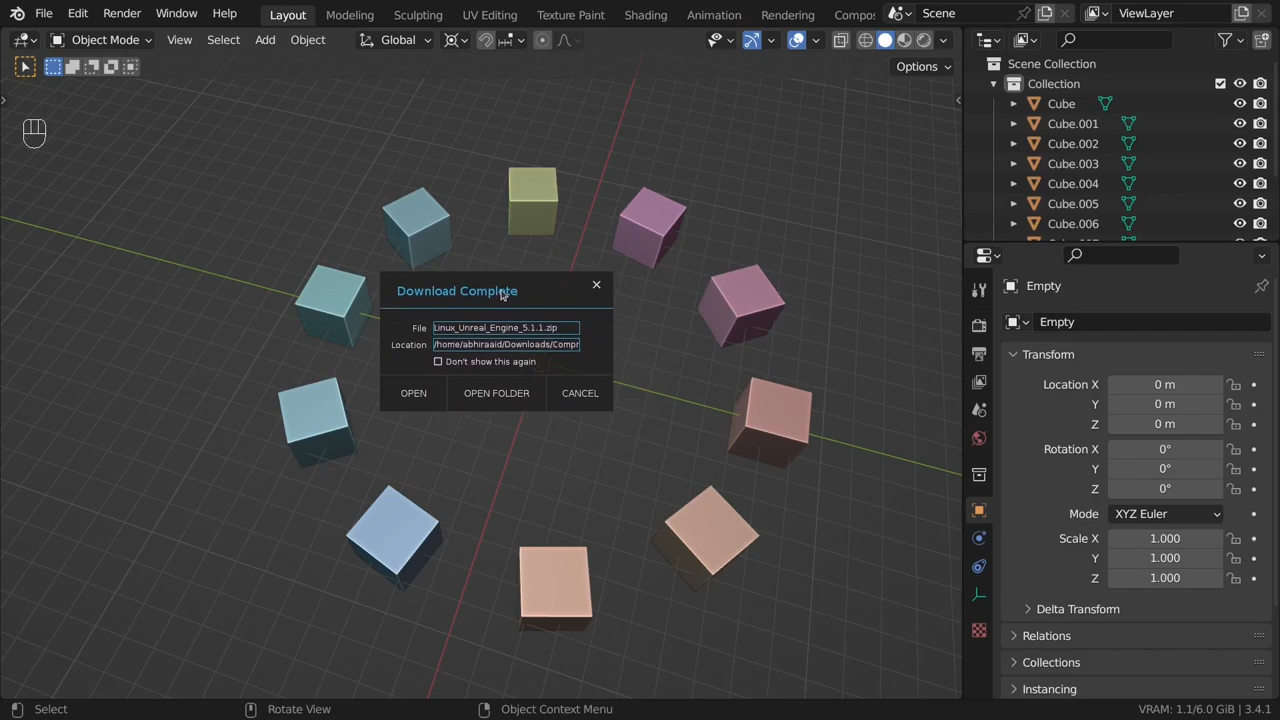 File Edit Render Window Help Layout Modeling Sculpting UV Editing Texture Paint Shading Animation Rendering Compos Scene ViewLayer
Object Mode View Select Add Object Global
Options
Scene Collection
Collection
Cube
Cube.001
Cube.002
Cube.003
Cube.004
Cube.005
Cube.006
Download Complete
File Linux_Unreal_Engine_5.1.1.zip
Location /home/abhiraaid/Downloads/Compr
Don't show this again
OPEN OPEN FOLDER CANCEL
Empty
Empty
Transform
Location X 0 m
Y 0 m
Z 0 m
Rotation X 0°
Y 0°
Z 0°
Mode XYZ Euler
Scale X 1.000
Y 1.000
Z 1.000
Delta Transform
Relations
Collections
Instancing
Select Rotate View Object Context Menu VRAM: 1.1/6.0 GiB | 3.4.1